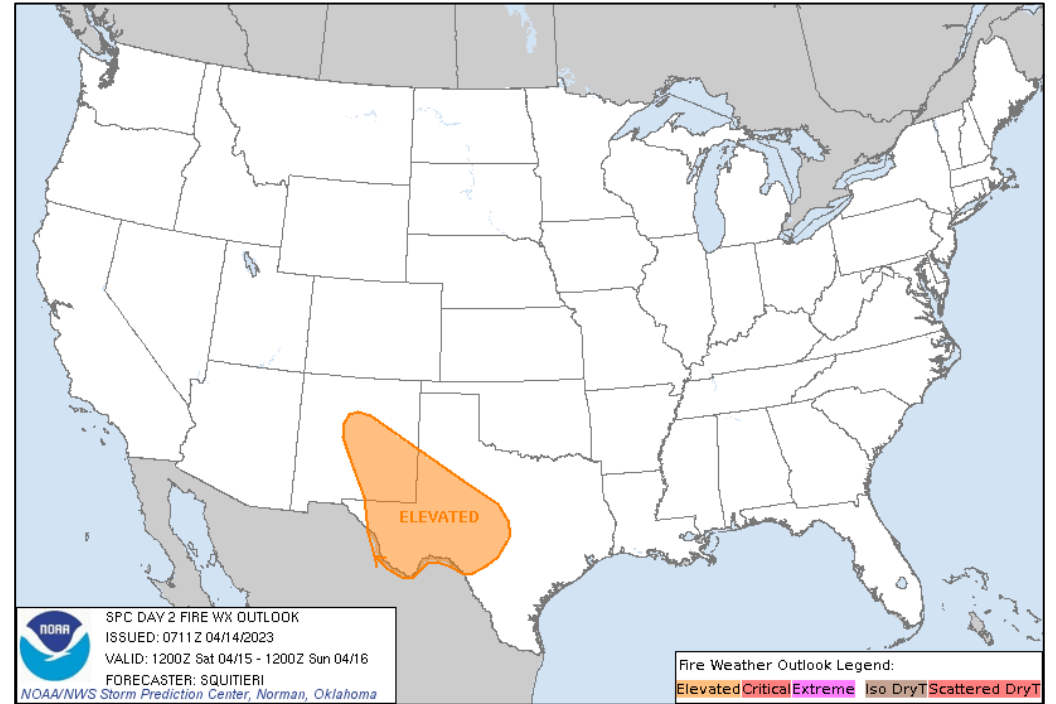 ELEVATED
NOAA
SPC DAY 2 FIRE WX OUTLOOK
ISSUED: 0711Z 04/14/2023
VALID: 1200Z Sat 04/15 - 1200Z Sun 04/16
FORECASTER: SQUITIERI
NOAA/NWS Storm Prediction Center, Norman, Oklahoma
Fire Weather Outlook Legend:
Elevated Critical Extreme Iso DryT Scattered DryT